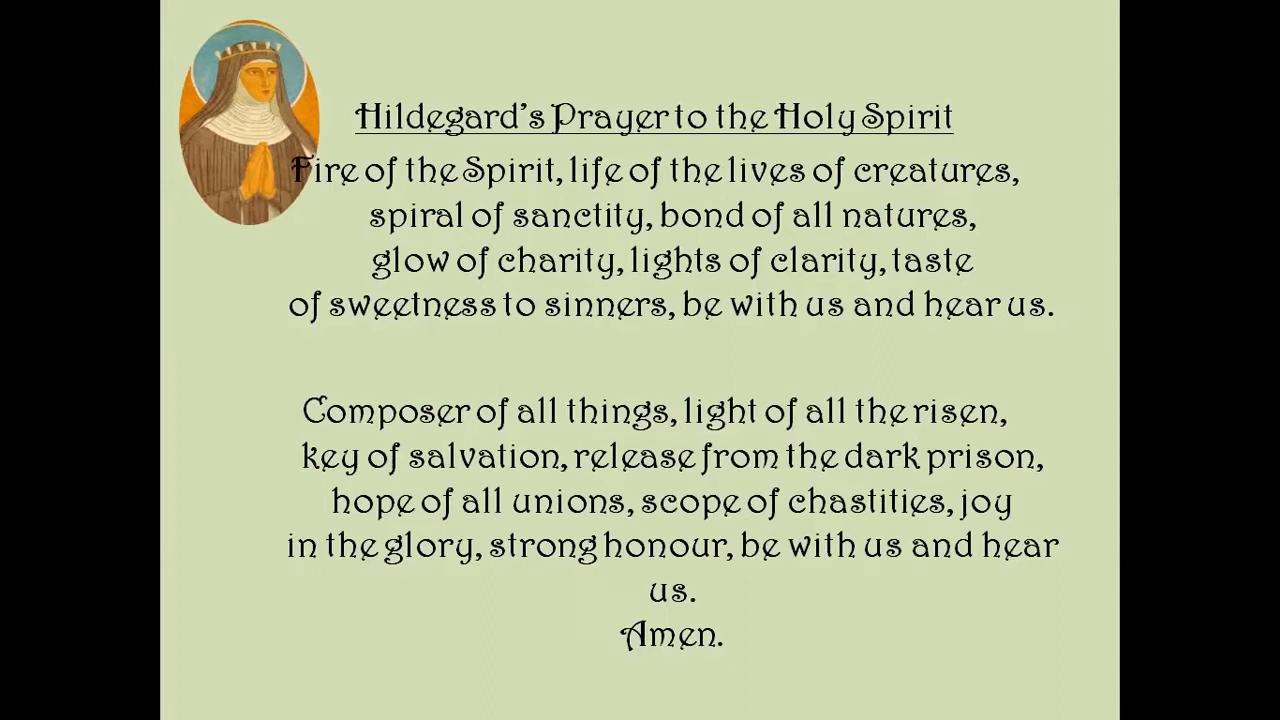 Hildegard's Prayer to the Holy Spirit
Fire of the Spirit, life of the lives of creatures,
spiral of sanctity, bond of all natures,
glow of charity, lights of clarity, taste
of sweetness to sinners, be with us and hear us.
Composer of all things, light of all the risen,
key of salvation, release from the dark prison,
hope of all unions, scope of chastities, joy
in the glory, strong honour, be with us and hear
us.
Amen.